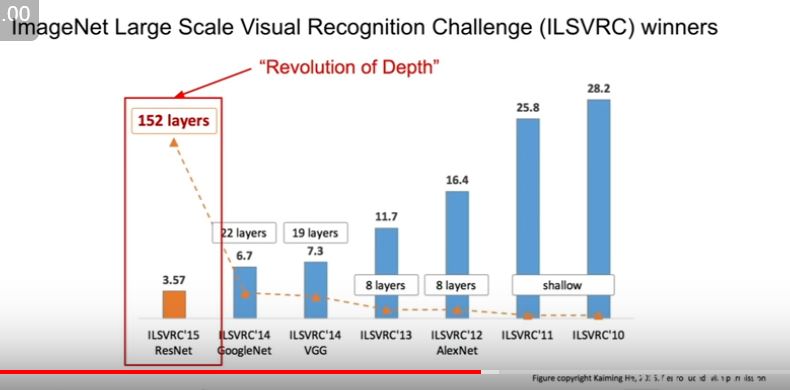 .00
ImageNet Large Scale Visual Recognition Challenge (ILSVRC) winners
"Revolution of Depth"
152 layers
28.2
25.8
16.4
11.7
22 layers
19 layers
6.7
7.3
3.57
8 layers
8 layers
shallow
ILSVRC'15
ResNet
ILSVRC'14
GoogleNet
ILSVRC'14
VGG
ILSVRC'13
ILSVRC'12
AlexNet
ILSVRC'11
ILSVRC'10
Figure copyright Kaiming He,